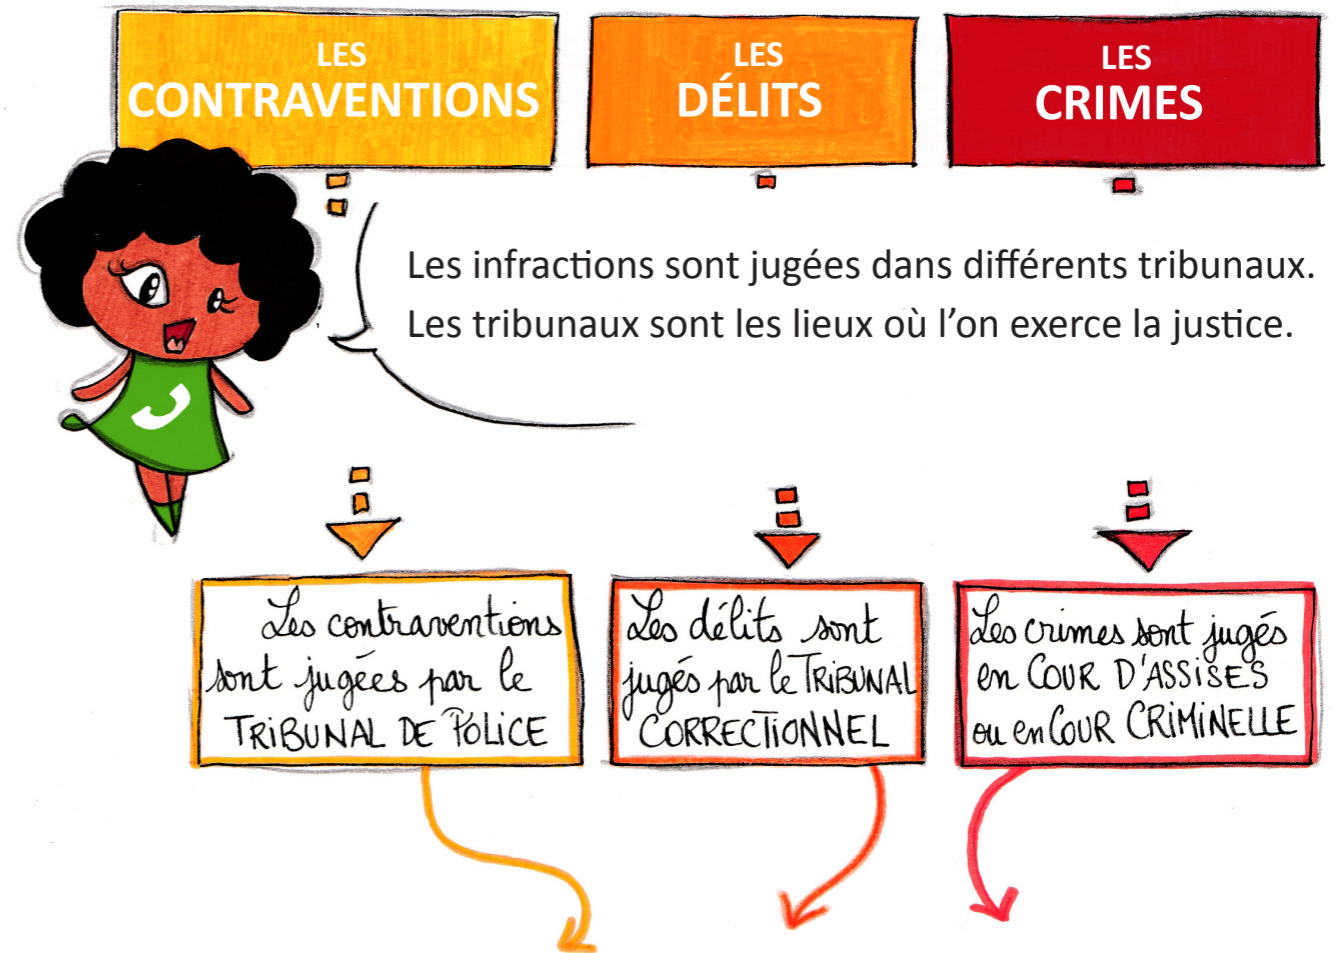 LES
CONTRAVENTIONS
LES
DÉLITS
LES
CRIMES
Les infractions sont jugées dans différents tribunaux.
Les tribunaux sont les lieux où l’on exerce la justice.
Les contraventions
sont jugées par le
TRIBUNAL DE POLICE
Les délits sont
jugés par le TRIBUNAL
CORRECTIONNEL
Les crimes sont jugés
en COUR D'ASSISES
ou en COUR CRIMINELLE